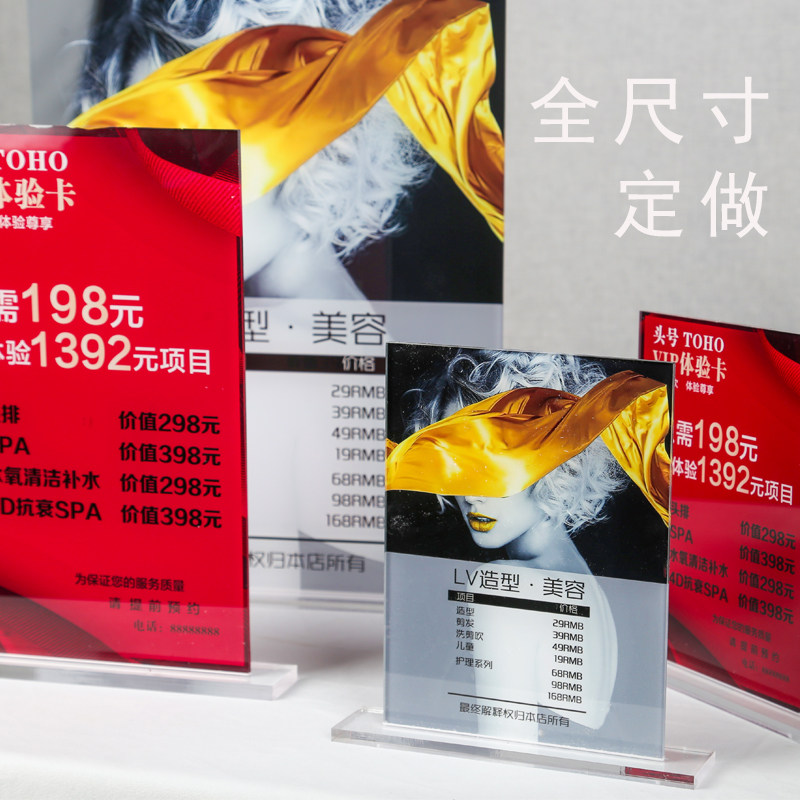 全尺寸
定做
TOHO
体验卡
体验尊享
需198元
体验1392元项目
排 价值298元
SPA 价值398元
水氧清洁补水 价值298元
4D抗衰SPA 价值398元
为保证您的服务质量
请提前预约
电话:88888888
型·美容
价格
29RMB
39RMB
49RMB
19RMB
68RMB
98RMB
168RMB
权归本店所有
LV造型·美容
项目 价格
造型 29RMB
剪发 39RMB
洗剪吹 49RMB
儿童 19RMB
护理系列 68RMB
98RMB
168RMB
最终解释权归本店所有
头号 TOHO
VIP体验卡
体验尊享
需198元
体验1392元项目
头排 价值298元
SPA 价值398元
水氧清洁补水 价值298元
4D抗衰SPA 价值398元